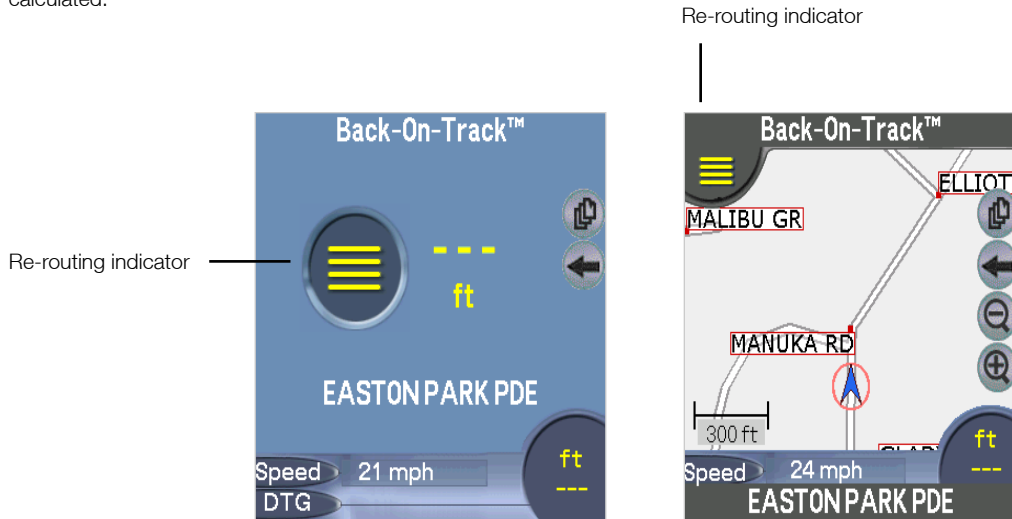 calculated.
Re-routing indicator
Re-routing indicator
Back-On-Track™
---
ft
EASTON PARK PDE
Speed 21 mph
DTG
ft
---
Back-On-Track™
ELLIOT
MALIBU GR
MANUKA RD
300 ft
Speed 24 mph
ft
---
EASTON PARK PDE